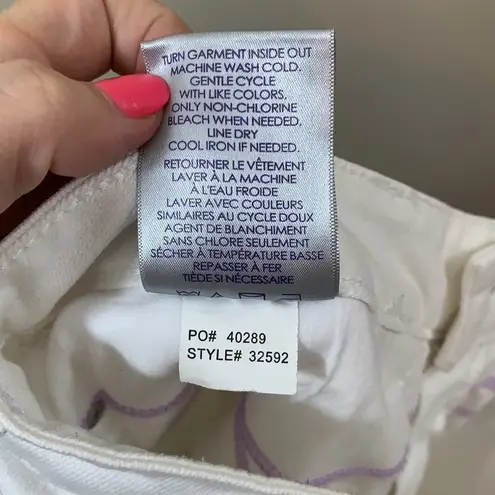 TURN GARMENT INSIDE OUT
MACHINE WASH COLD.
GENTLE CYCLE
WITH LIKE COLORS.
ONLY NON-CHLORINE
BLEACH WHEN NEEDED.
LINE DRY
COOL IRON IF NEEDED.
RETOURNER LE VÊTEMENT
LAVER À LA MACHINE
À L'EAU FROIDE
LAVER AVEC COULEURS
SIMILAIRES AU CYCLE DOUX
AGENT DE BLANCHIMENT
SANS CHLORE SEULEMENT
SÉCHER À TEMPÉRATURE BASSE
REPASSER À FER
TIÈDE SI NÉCESSAIRE
PO# 40289
STYLE# 32592